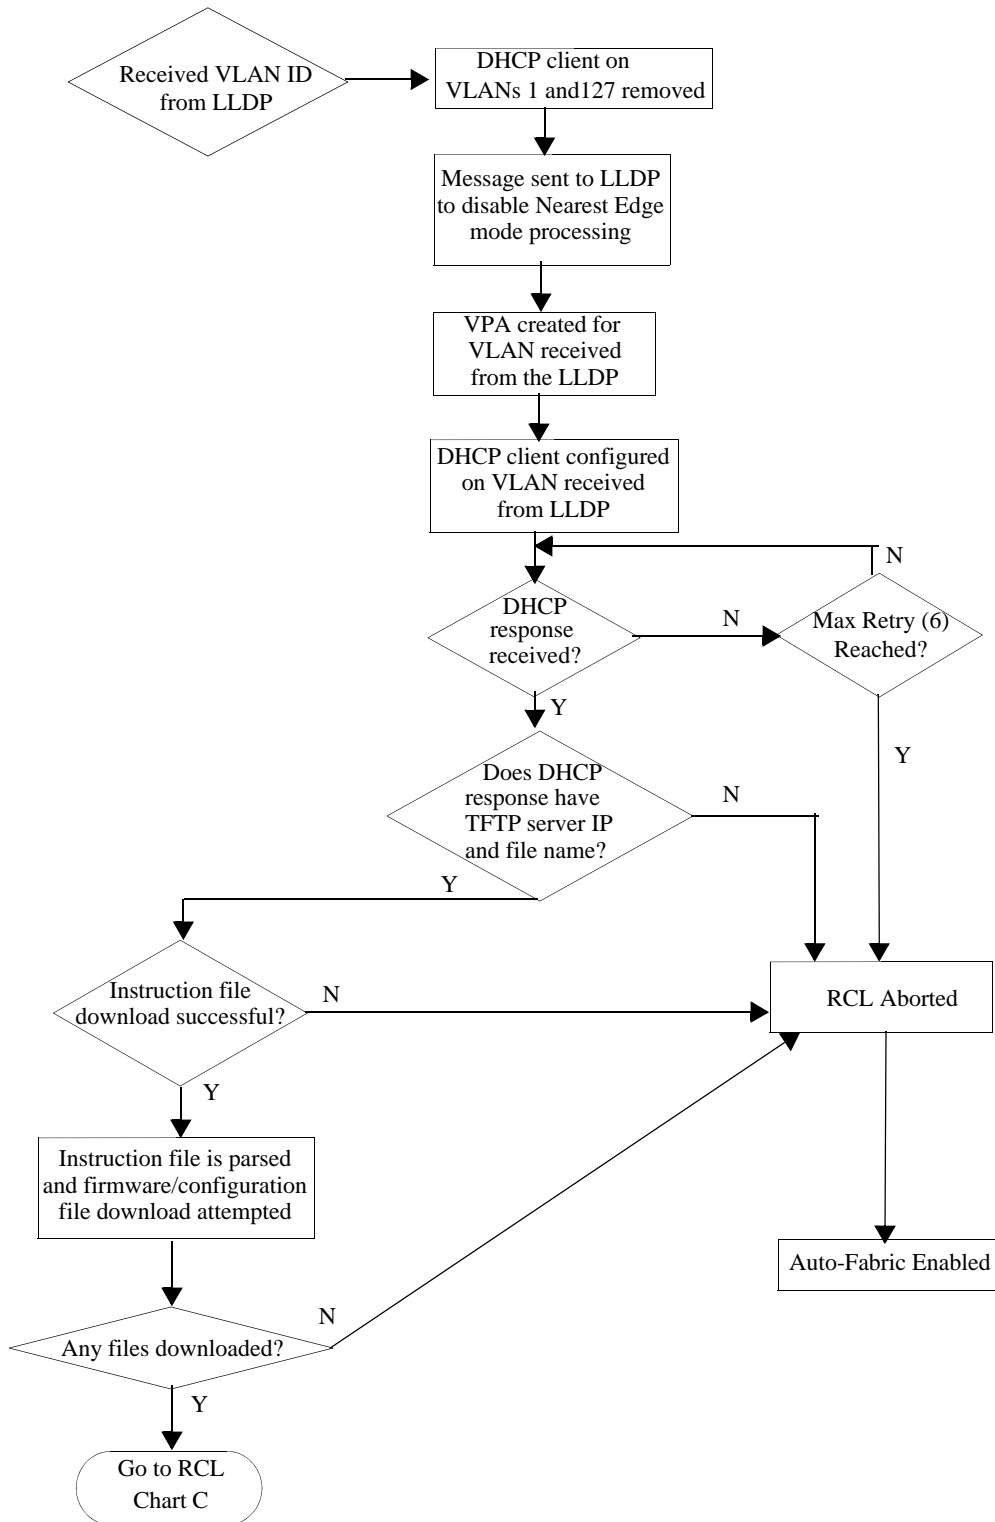 Received VLAN ID
from LLDP
DHCP client on
VLANs 1 and127 removed
Message sent to LLDP
to disable Nearest Edge
mode processing
VPA created for
VLAN received
from the LLDP
DHCP client configured
on VLAN received
from LLDP
N
DHCP
response
received?
N
Max Retry (6)
Reached?
Y
Y
Does DHCP
response have
TFTP server IP
and file name?
N
Y
Instruction file
download successful?
N
RCL Aborted
Y
Instruction file is parsed
and firmware/configuration
file download attempted
Auto-Fabric Enabled
N
Any files downloaded?
Y
Go to RCL
Chart C